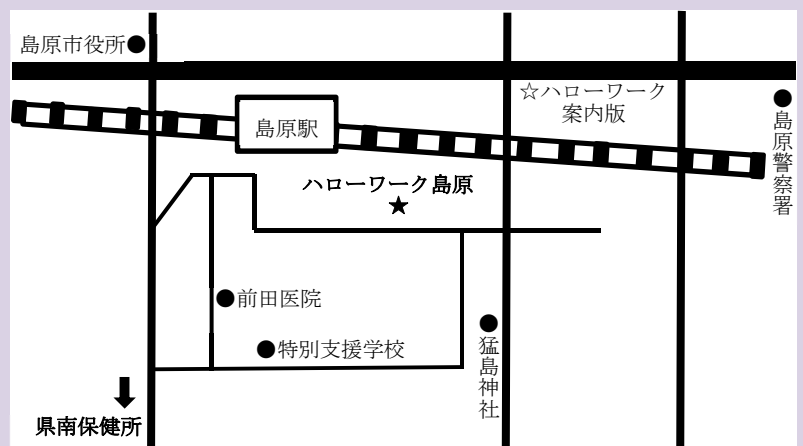 島原市役所●
☆ハローワーク
案内版
●島原警察署
島原駅
ハローワーク島原
★
●前田医院
●特別支援学校
●猛島神社
県南保健所